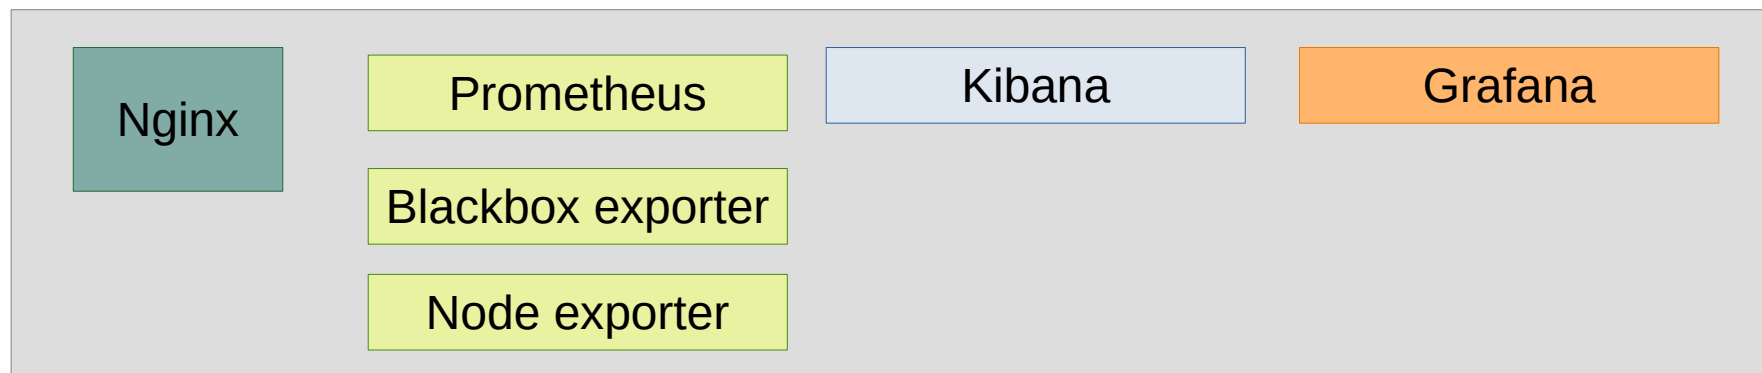 Nginx
Prometheus
Blackbox exporter
Node exporter
Kibana
Grafana